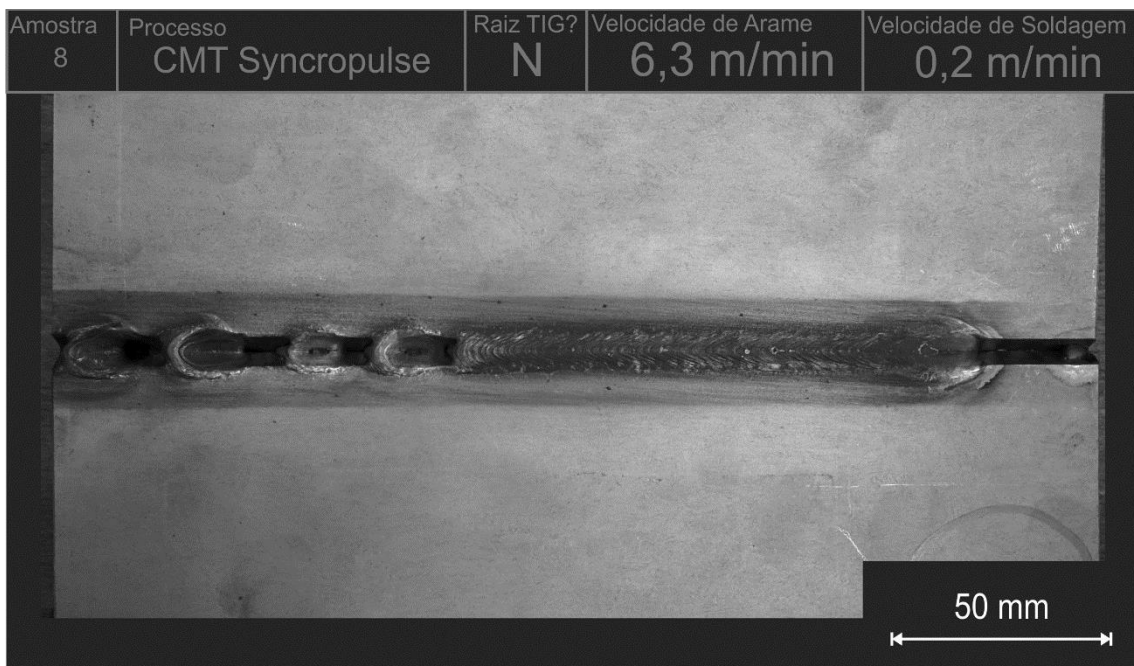 Amostra
8
Processo
CMT Syncropulse
Raiz TIG?
N
Velocidade de Arame
6,3 m/min
Velocidade de Soldagem
0,2 m/min
50 mm